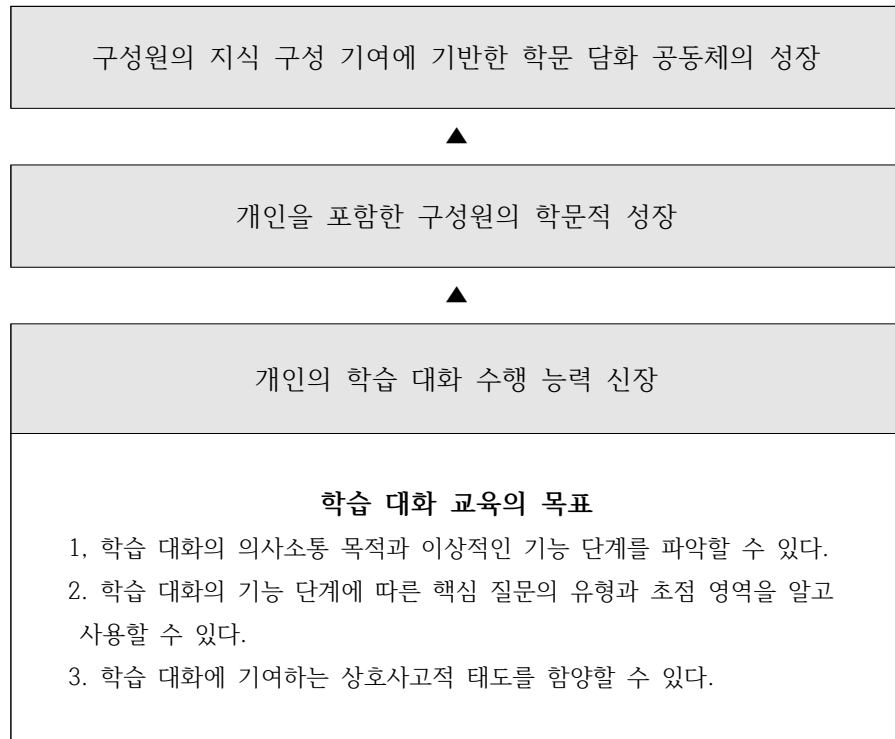 구성원의 지식 구성 기여에 기반한 학문 담화 공동체의 성장
▲
개인을 포함한 구성원의 학문적 성장
▲
개인의 학습 대화 수행 능력 신장
학습 대화 교육의 목표
1, 학습 대화의 의사소통 목적과 이상적인 기능 단계를 파악할 수 있다.
2. 학습 대화의 기능 단계에 따른 핵심 질문의 유형과 초점 영역을 알고
사용할 수 있다.
3. 학습 대화에 기여하는 상호사고적 태도를 함양할 수 있다.